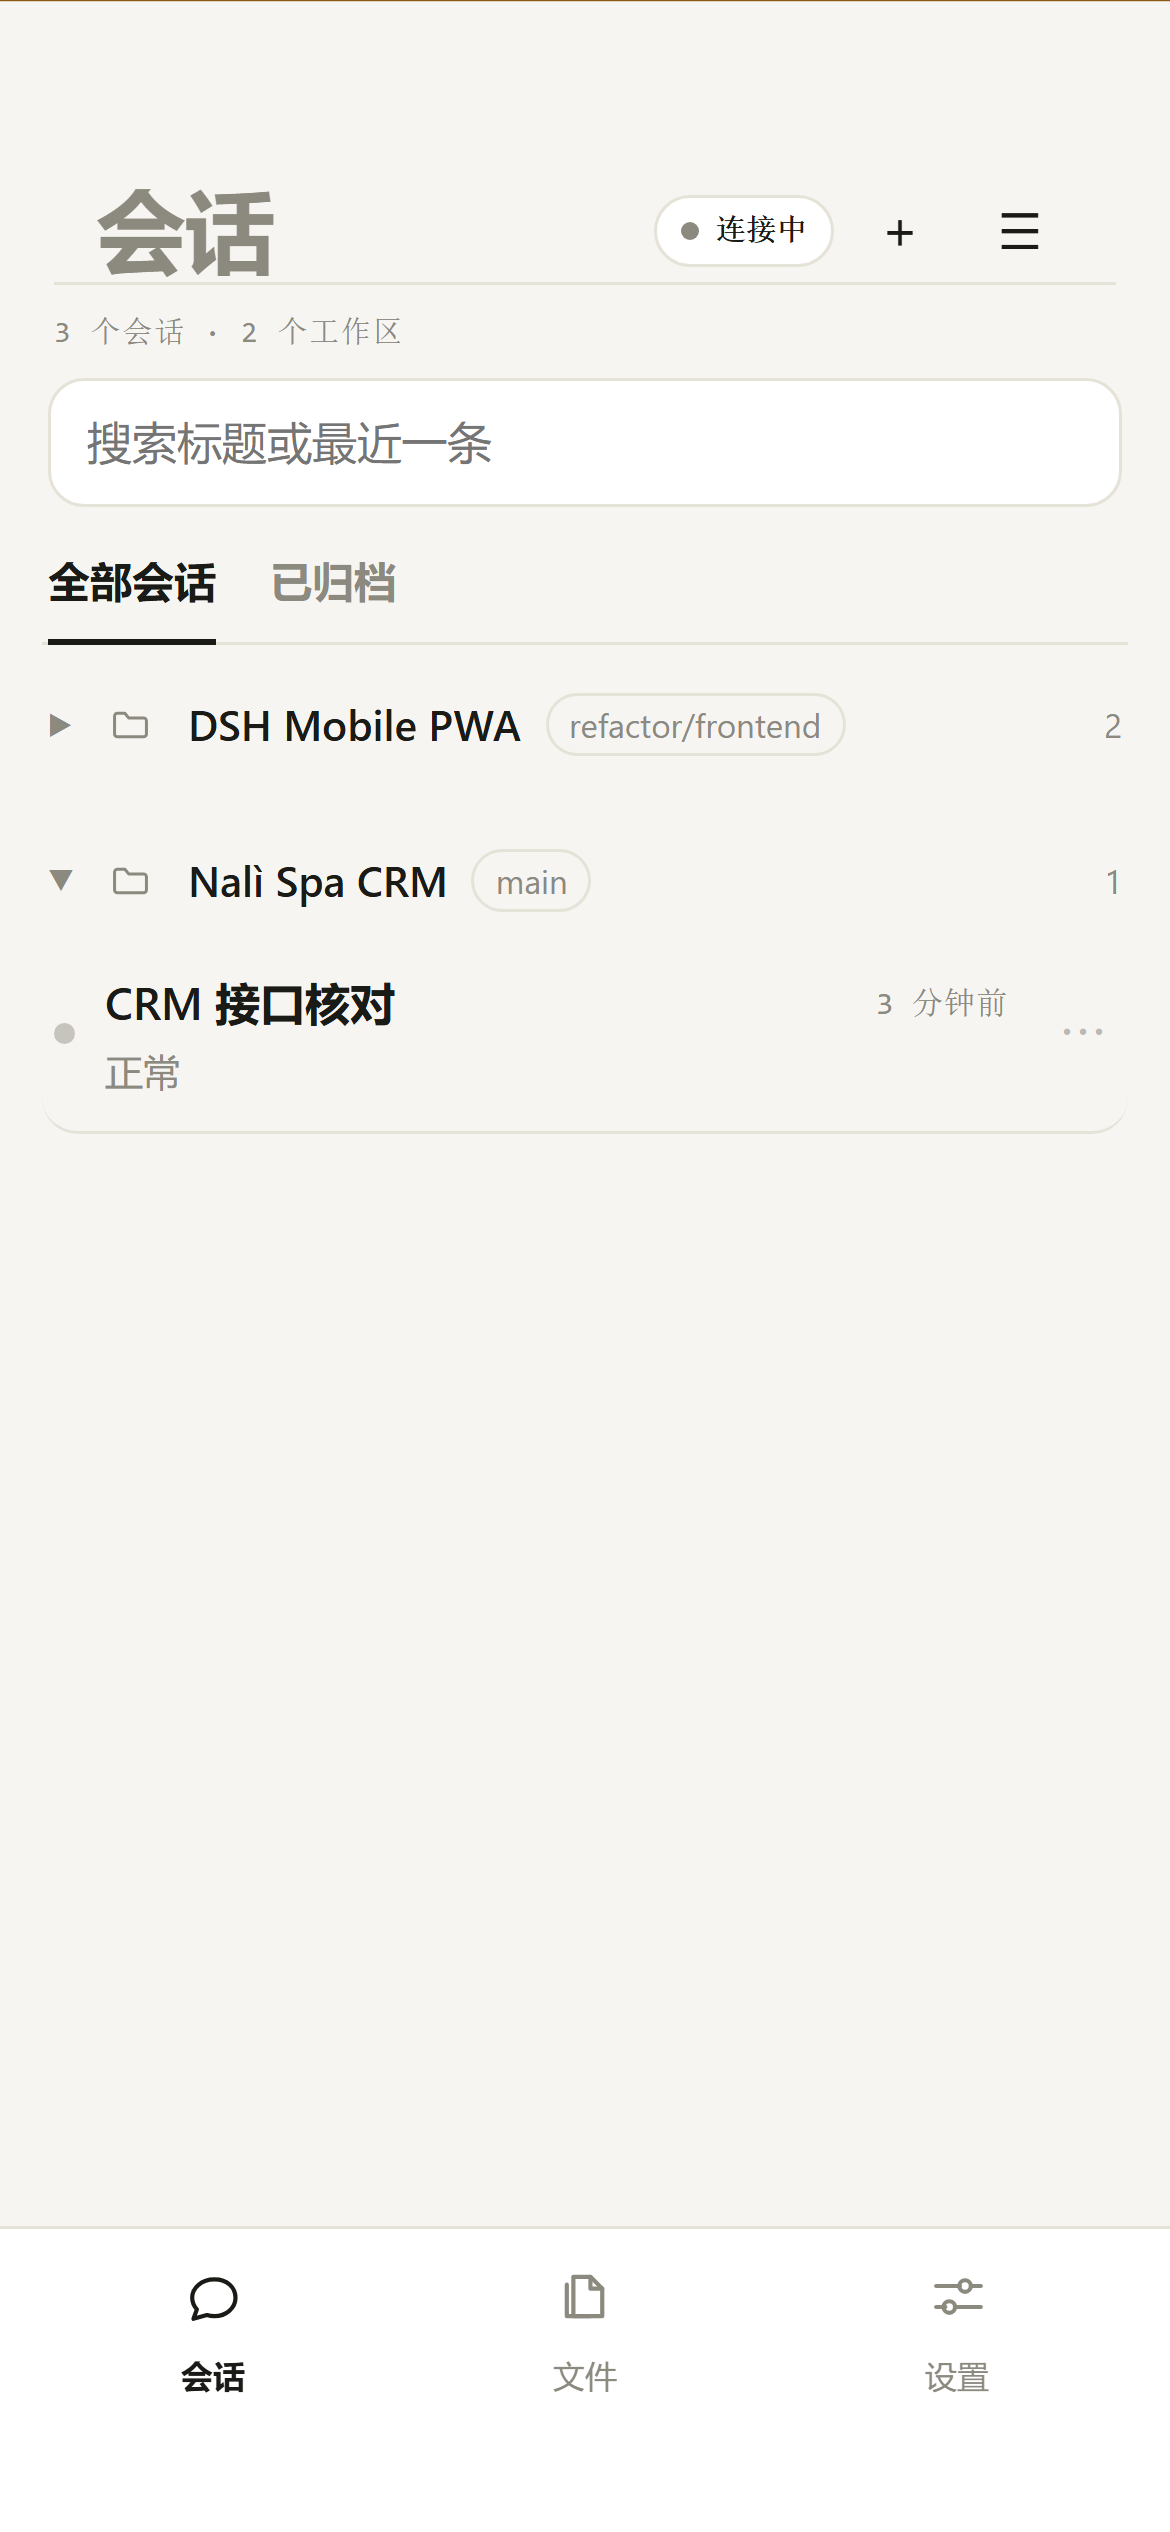 会话
连接中
3 个会话 · 2 个工作区
搜索标题或最近一条
全部会话 已归档
DSH Mobile PWA refactor/frontend 2
Nalì Spa CRM main 1
CRM 接口核对 3 分钟前
正常
会话 文件 设置